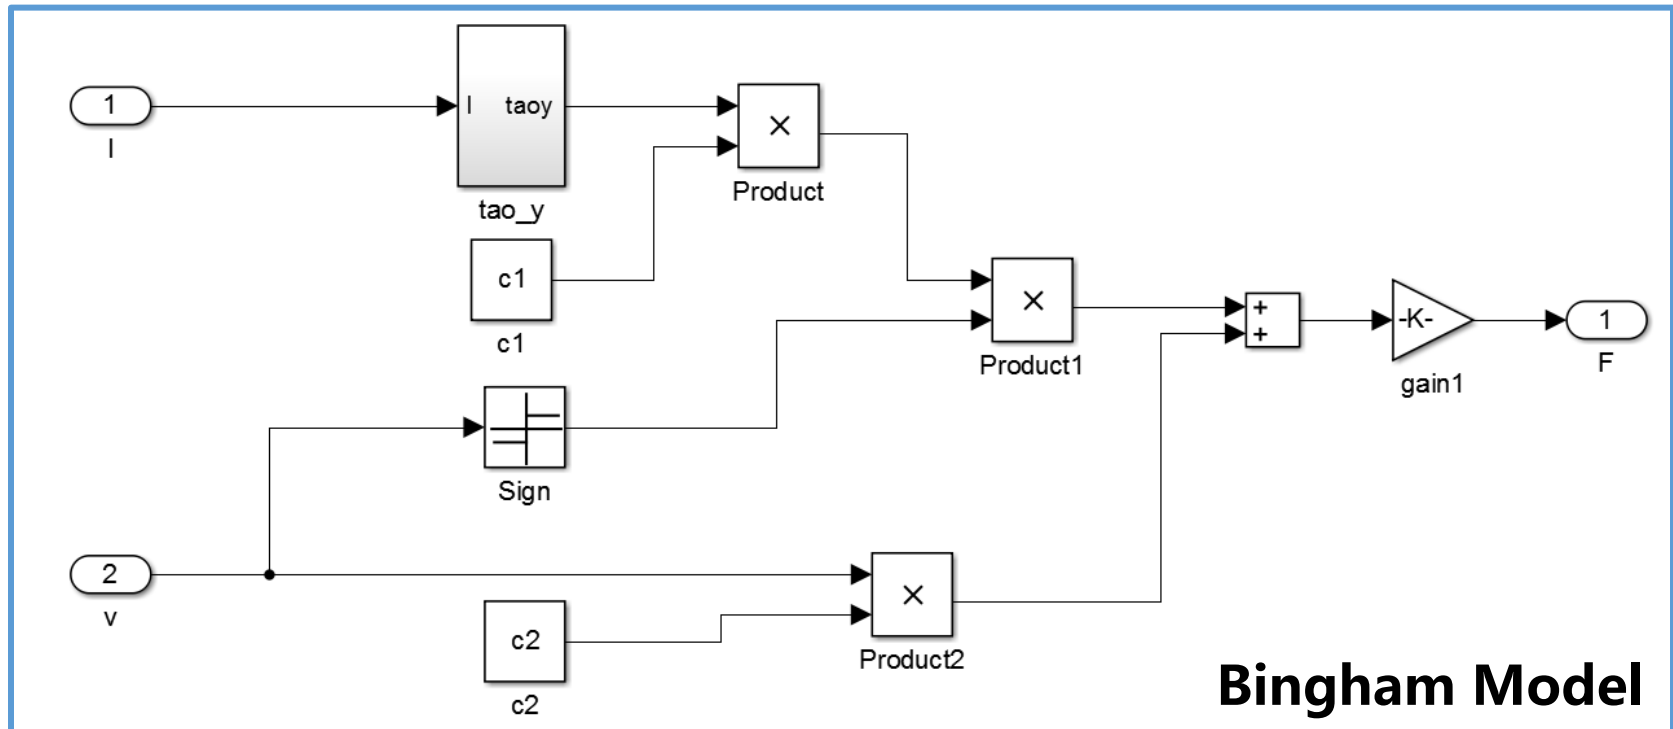 1
I
I taoy
tao_y
c1
c1
×
Product
Sign
2
v
c2
c2
×
Product2
×
Product1
+
+
-K-
gain1
1
F
Bingham Model